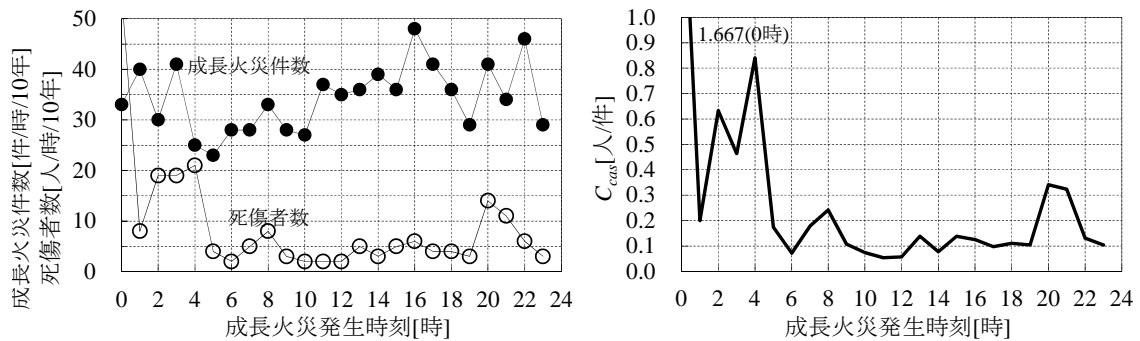 成長火災件数[件/時/10年]
死傷者数[人/時/10年]
50
40
30
20
10
0
成長火災件数
死傷者数
0 2 4 6 8 10 12 14 16 18 20 22 24
成長火災発生時刻[時]
C_cas[人/件]
1.0
0.9
0.8
0.7
0.6
0.5
0.4
0.3
0.2
0.1
0.0
1.667(0時)
0 2 4 6 8 10 12 14 16 18 20 22 24
成長火災発生時刻[時]